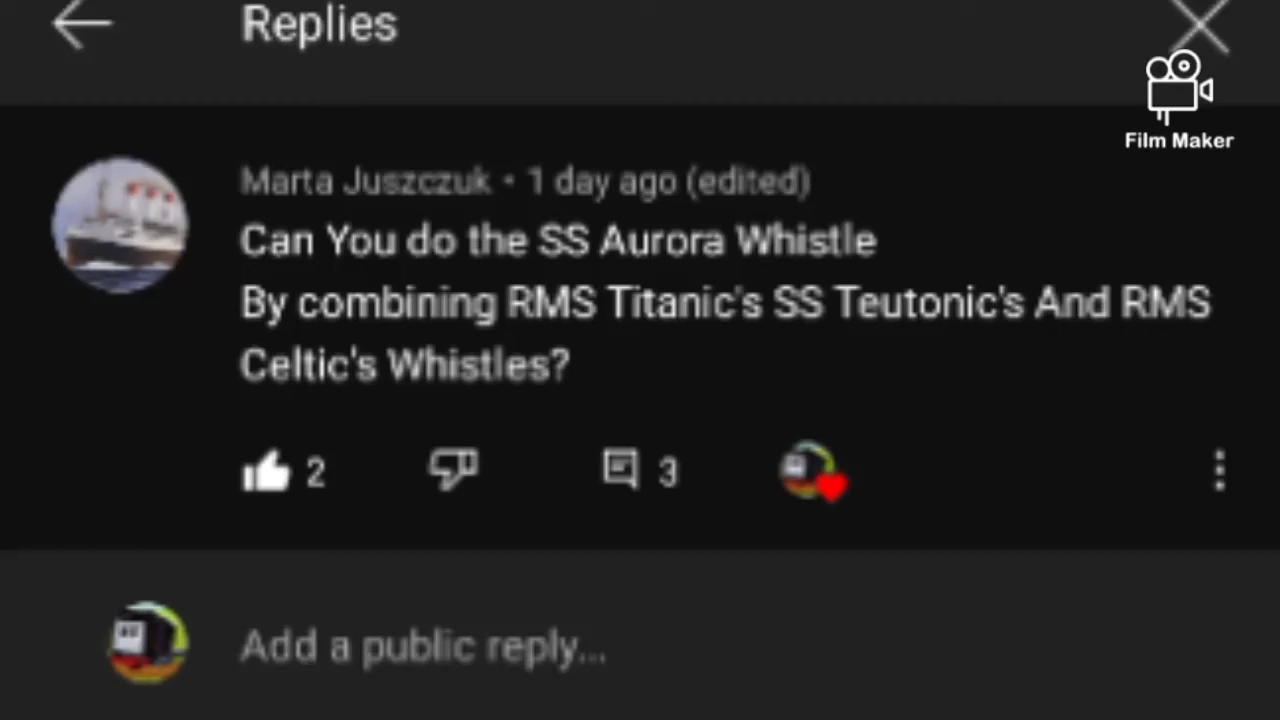 Replies
Film Maker
Marta Juszczuk • 1 day ago (edited)
Can You do the SS Aurora Whistle
By combining RMS Titanic's SS Teutonic's And RMS
Celtic's Whistles?
2
3
Add a public reply...